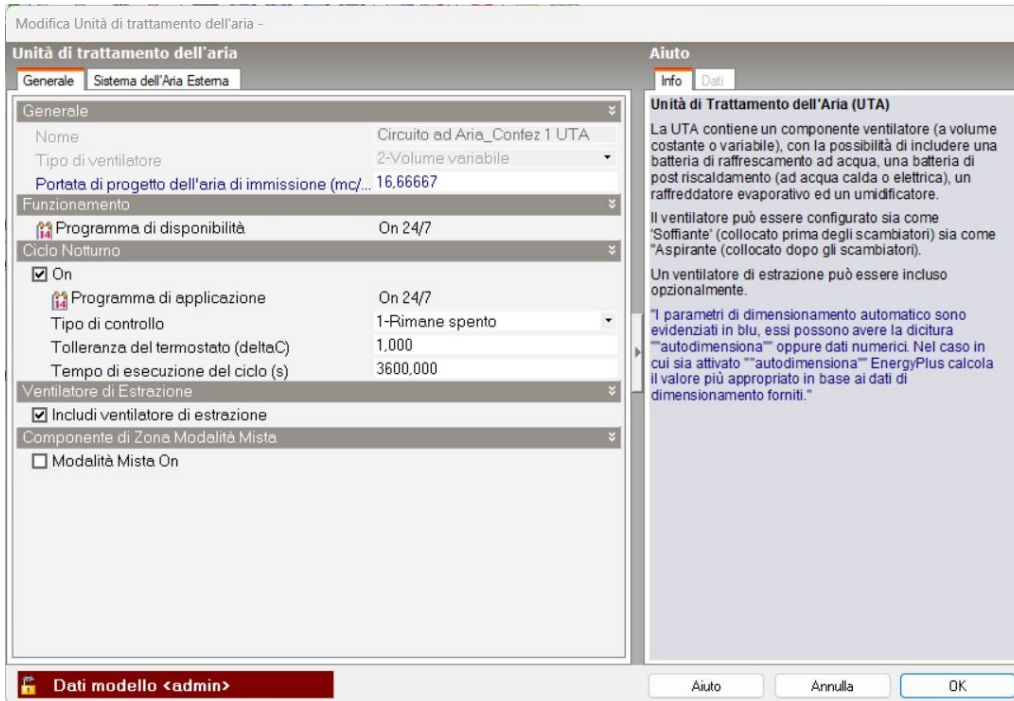 Modifica Unità di trattamento dell'aria -
Unità di trattamento dell'aria
Generale Sistema dell'Aria Esterna
Generale
Nome Circuito ad Aria_Confez 1 UTA
Tipo di ventilatore 2-Volume variabile
Portata di progetto dell'aria di immissione (mc/... 16,66667
Funzionamento
Programma di disponibilità On 24/7
Ciclo Notturno
On
Programma di applicazione On 24/7
Tipo di controllo 1-Rimane spento
Tolleranza del termostato (deltaC) 1,000
Tempo di esecuzione del ciclo (s) 3600,000
Ventilatore di Estrazione
Includi ventilatore di estrazione
Componente di Zona Modalità Mista
Modalità Mista On
Dati modello <admin>
Aiuto
Info Dati
Unità di Trattamento dell'Aria (UTA)
La UTA contiene un componente ventilatore (a volume
costante o variabile), con la possibilità di includere una
batteria di raffrescamento ad acqua, una batteria di
post riscaldamento (ad acqua calda o elettrica), un
raffreddatore evaporativo ed un umidificatore.
Il ventilatore può essere configurato sia come
'Soffiante' (collocato prima degli scambiatori) sia come
"Aspirante (collocato dopo gli scambiatori).
Un ventilatore di estrazione può essere incluso
opzionalmente.
"I parametri di dimensionamento automatico sono
evidenziati in blu, essi possono avere la dicitura
""autodimensiona"" oppure dati numerici. Nel caso in
cui sia attivato ""autodimensiona"" EnergyPlus calcola
il valore più appropriato in base ai dati di
dimensionamento forniti."
Aiuto Annulla OK